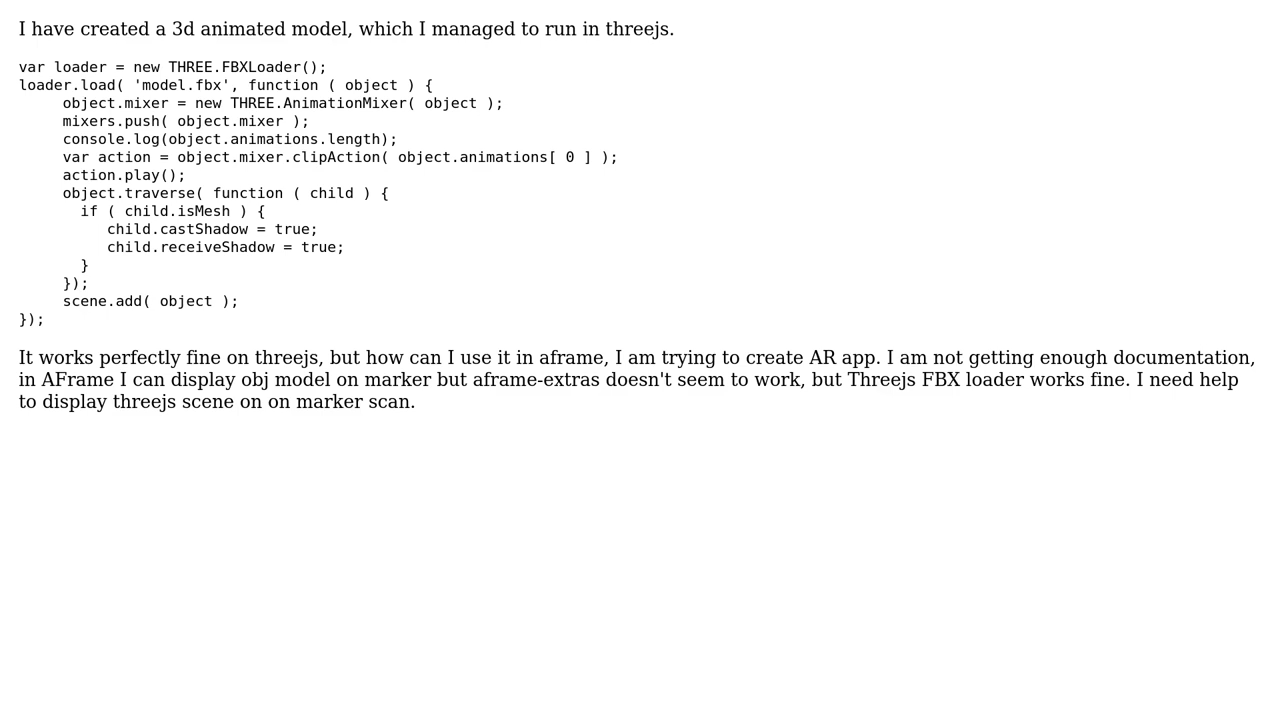 I have created a 3d animated model, which I managed to run in threejs.
var loader = new THREE.FBXLoader();
loader.load( 'model.fbx', function ( object ) {
     object.mixer = new THREE.AnimationMixer( object );
     mixers.push( object.mixer );
     console.log(object.animations.length);
     var action = object.mixer.clipAction( object.animations[ 0 ] );
     action.play();
     object.traverse( function ( child ) {
       if ( child.isMesh ) {
          child.castShadow = true;
          child.receiveShadow = true;
       }
     });
     scene.add( object );
});
It works perfectly fine on threejs, but how can I use it in aframe, I am trying to create AR app. I am not getting enough documentation,
in AFrame I can display obj model on marker but aframe-extras doesn't seem to work, but Threejs FBX loader works fine. I need help
to display threejs scene on on marker scan.